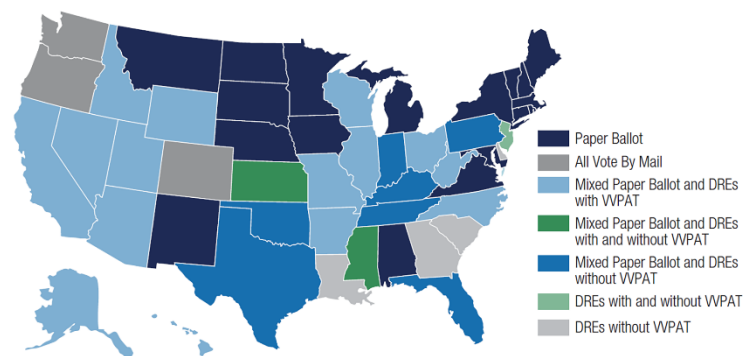 Paper Ballot
All Vote By Mail
Mixed Paper Ballot and DREs
with VVPAT
Mixed Paper Ballot and DREs
with and without VVPAT
Mixed Paper Ballot and DREs
without VVPAT
DREs with and without VVPAT
DREs without VVPAT